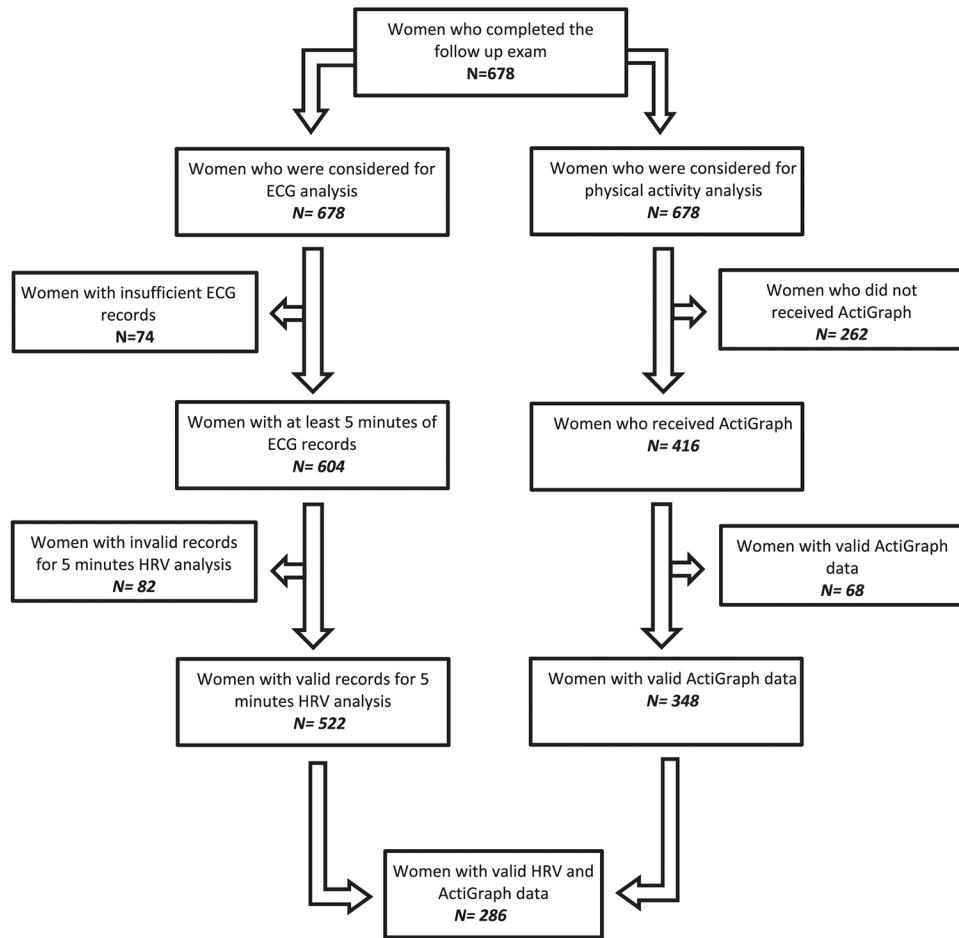 Women who completed the
follow up exam
N=678
Women who were considered for
ECG analysis
N= 678
Women who were considered for
physical activity analysis
N= 678
Women with insufficient ECG
records
N=74
Women who did not
received ActiGraph
N= 262
Women with at least 5 minutes of
ECG records
N= 604
Women who received ActiGraph
N= 416
Women with invalid records
for 5 minutes HRV analysis
N= 82
Women with valid ActiGraph
data
N= 68
Women with valid records for 5
minutes HRV analysis
N= 522
Women with valid ActiGraph data
N= 348
Women with valid HRV and
ActiGraph data
N= 286